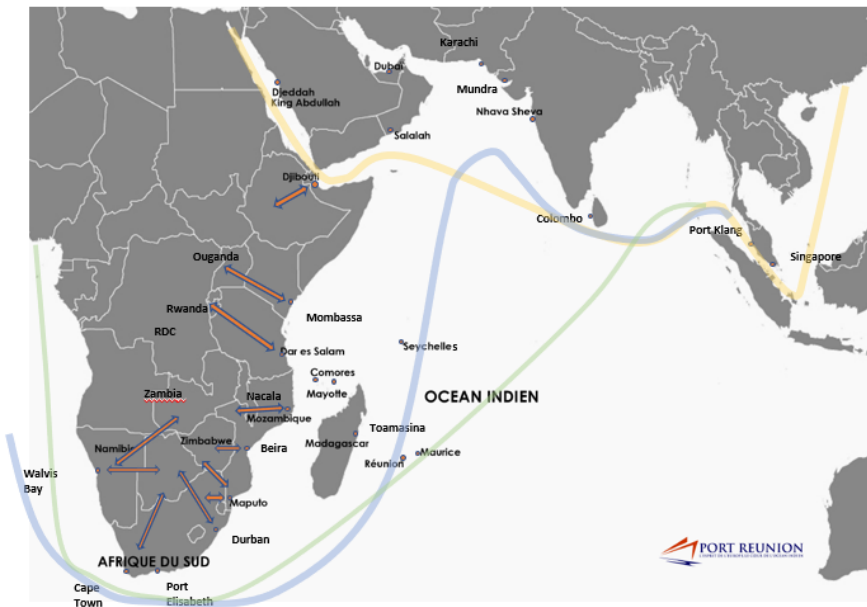 Karachi
Dubaï
Mundra
Djeddah
King Abdullah
Nhava Sheva
Salalah
Djibouti
Colombo
Port Klang
Singapore
Ouganda
Rwanda
Mombassa
RDC
Dar es Salam
Seychelles
Comores
Mayotte
Zambia
Nacala
Mozambique
OCEAN INDIEN
Toamasina
Madagascar
Namibie
Zimbabwe
Beira
Réunion
Maurice
Walvis
Bay
Maputo
Durban
AFRIQUE DU SUD
Cape
Town
Port
Elisabeth
PORT REUNION